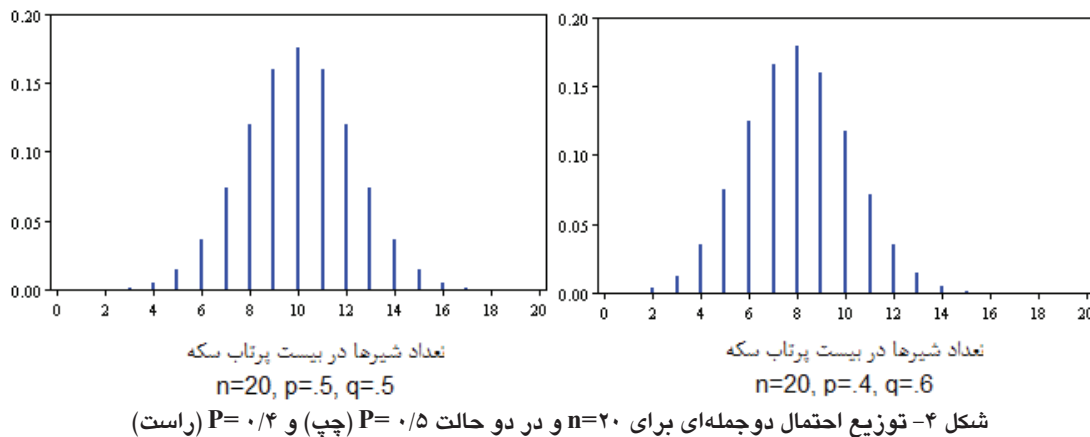 0.20
0.15
0.10
0.05
0.00
0 2 4 6 8 10 12 14 16 18 20
تعداد شیرها در بیست پرتاب سکه
n=20, p=.5, q=.5
0.20
0.15
0.10
0.05
0.00
0 2 4 6 8 10 12 14 16 18 20
تعداد شیرها در بیست پرتاب سکه
n=20, p=.4, q=.6
شکل ۴- توزیع احتمال دوجمله‌ای برای n=۲۰ و در دو حالت P= ۰/۵ (چپ) و P= ۰/۴ (راست)